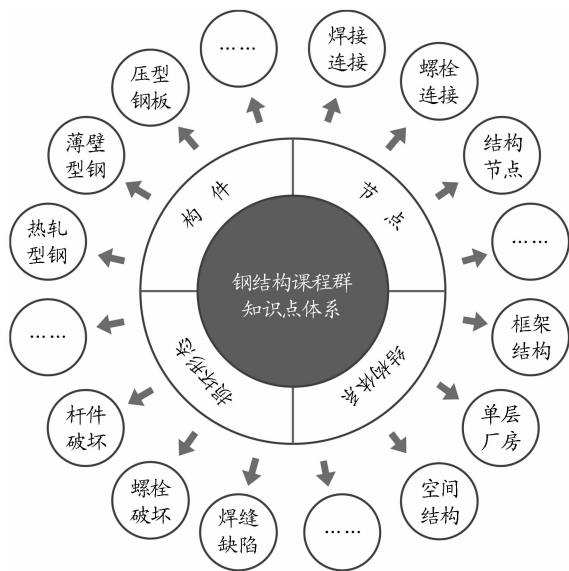 钢结构课程群
知识点体系
构件
节点
结构体系
损坏形态
……
焊接
连接
螺栓
连接
结构
节点
……
框架
结构
单层
厂房
空间
结构
……
焊缝
缺陷
螺栓
破坏
杆件
破坏
……
热轧
型钢
薄壁
型钢
压型
钢板